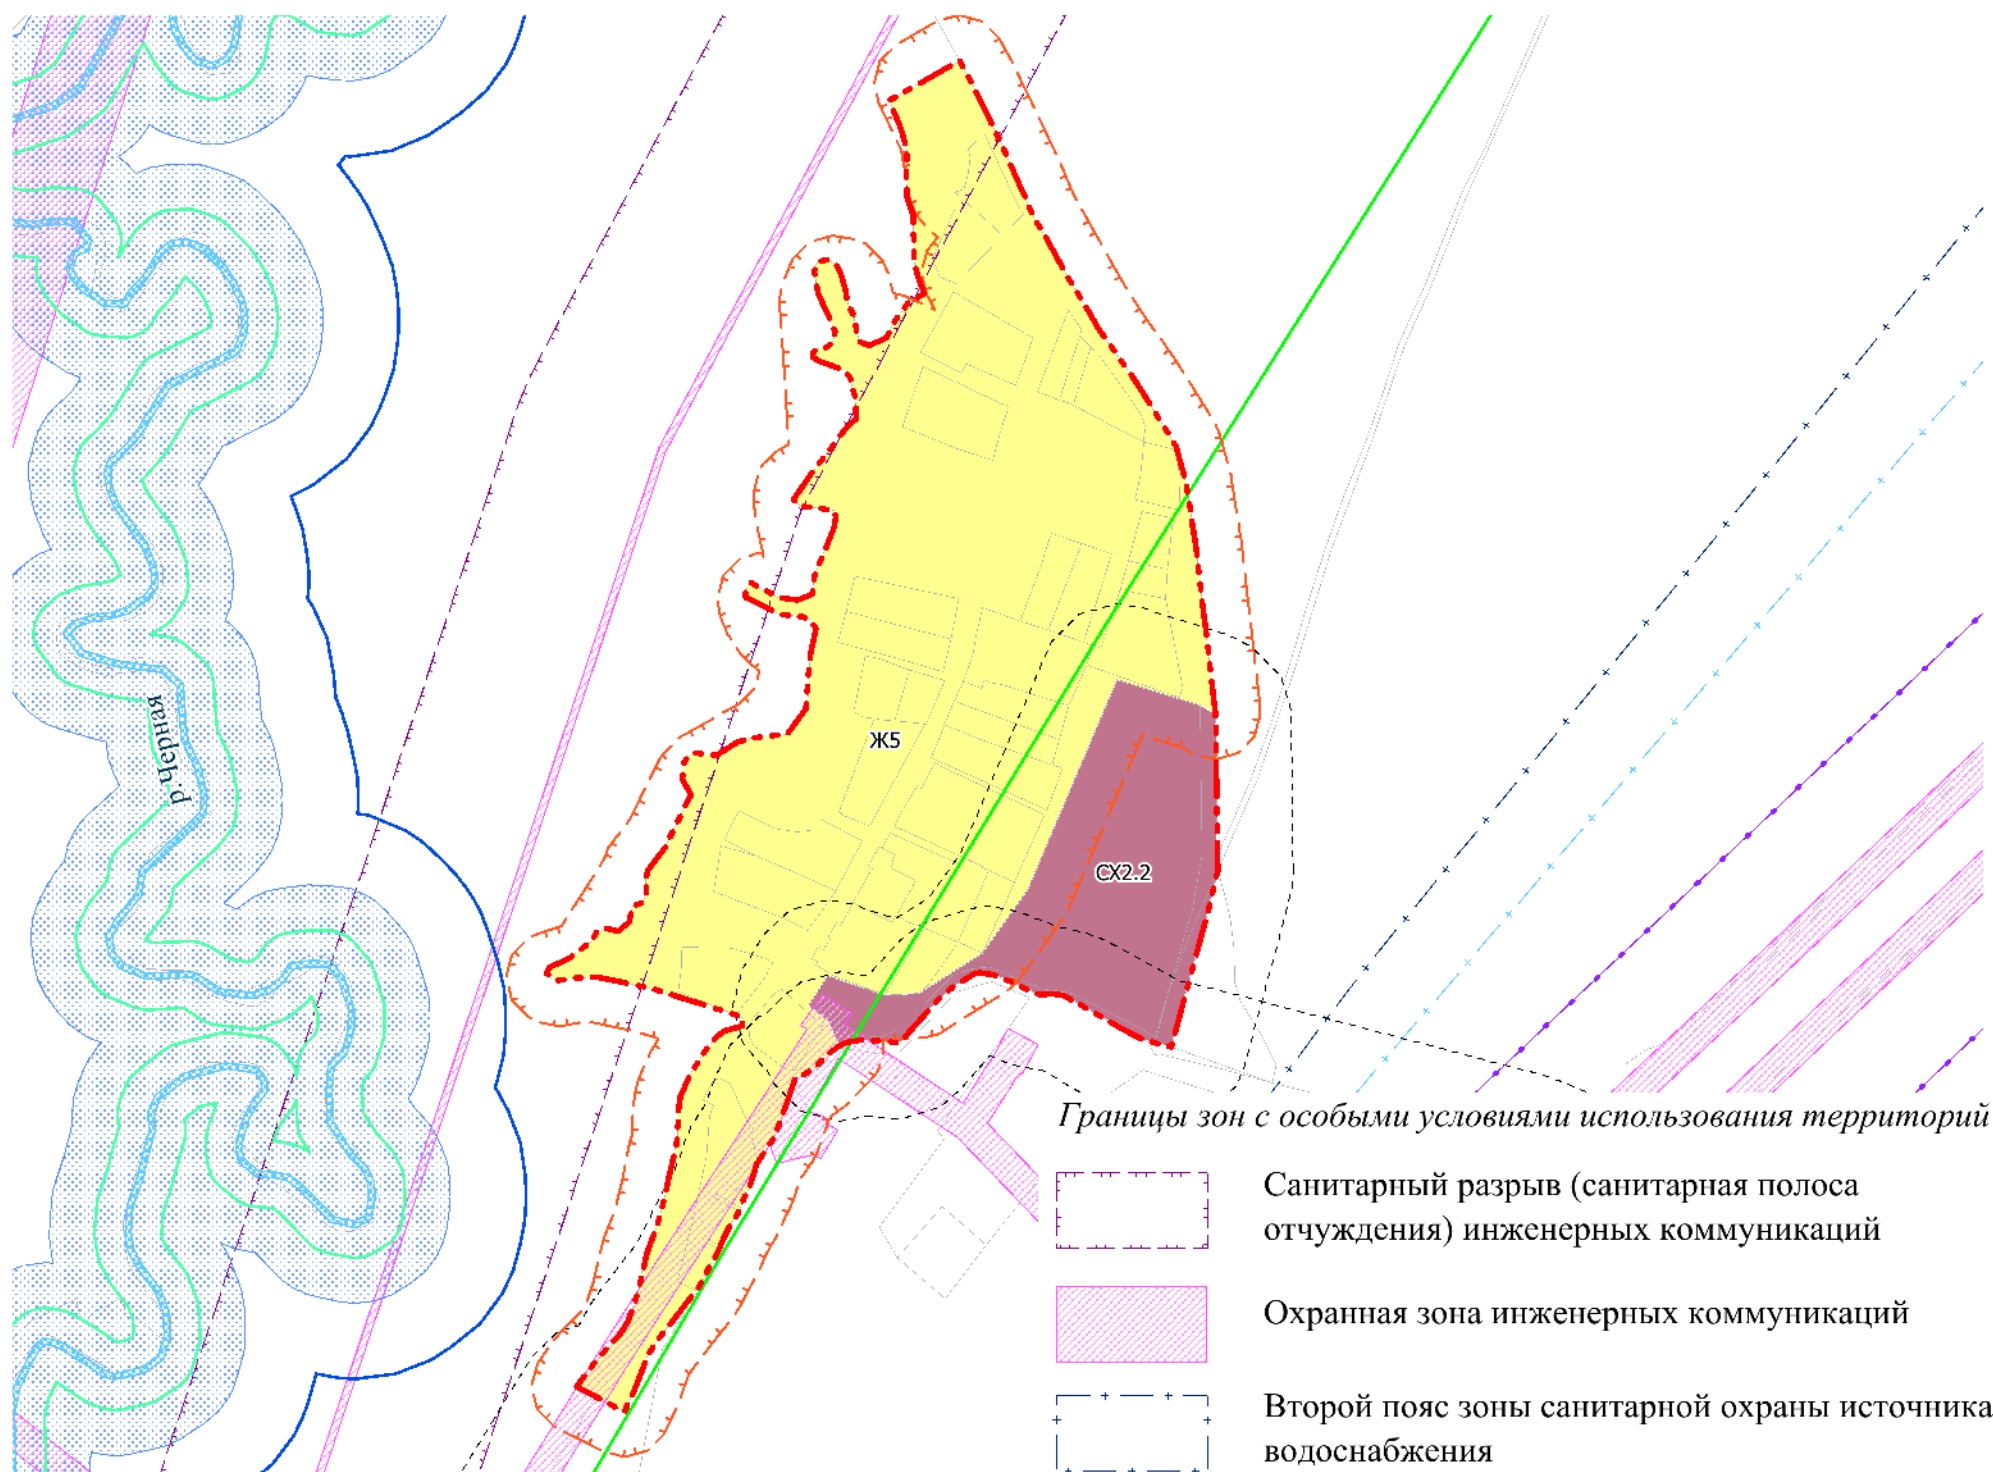 Ж5
СХ2.2
р.Черная
Границы зон с особыми условиями использования территорий
Санитарный разрыв (санитарная полоса
отчуждения) инженерных коммуникаций
Охранная зона инженерных коммуникаций
Второй пояс зоны санитарной охраны источника
водоснабжения